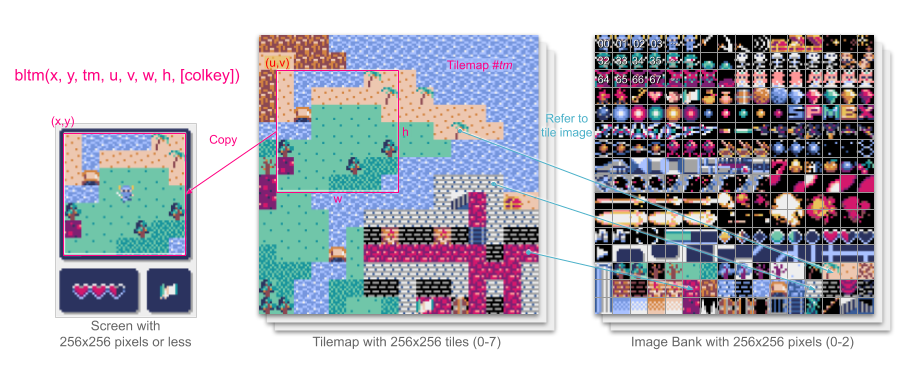 bltm(x, y, tm, u, v, w, h, [colkey])
(x,y)
Copy
Screen with
256x256 pixels or less
(u,v)
Tilemap #tm
h
w
Tilemap with 256x256 tiles (0-7)
Refer to
tile image
00 01 02 03
32 33 34 35
64 65 66 67
SPMBX
Image Bank with 256x256 pixels (0-2)